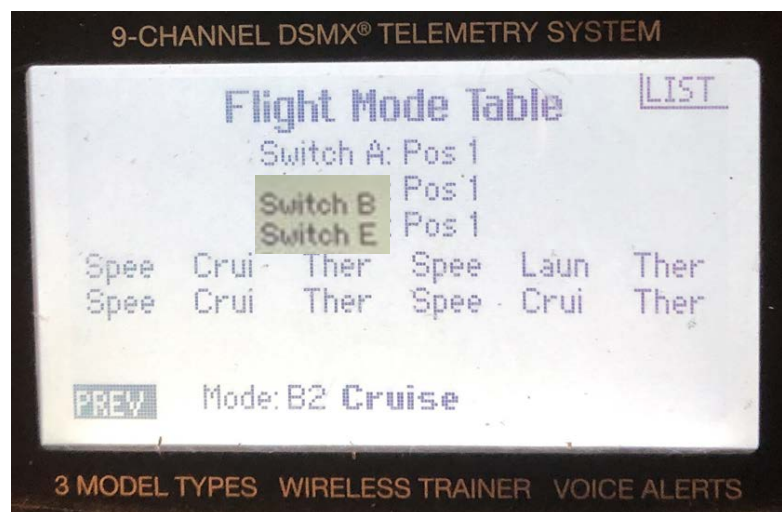 9-CHANNEL DSMX® TELEMETRY SYSTEM
LIST
Flight Mode Table
Switch A: Pos 1
Switch B : Pos 1
Switch E : Pos 1
Spee Crui Ther Spee Laun Ther
Spee Crui Ther Spee Crui Ther
PREV Mode: B2 Cruise
3 MODEL TYPES WIRELESS TRAINER VOICE ALERTS